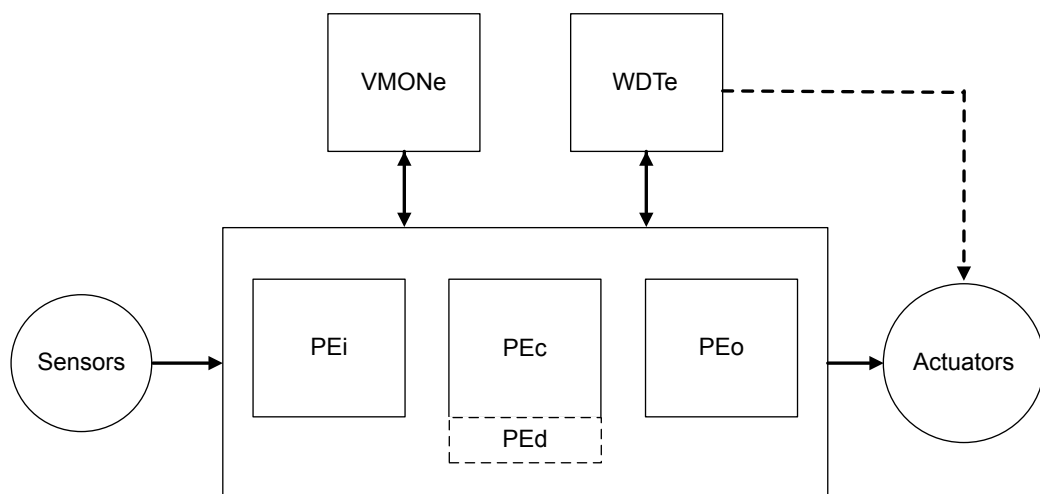 VMONe
WDTe
Sensors
PEi
PEc
PEo
Actuators
PEd